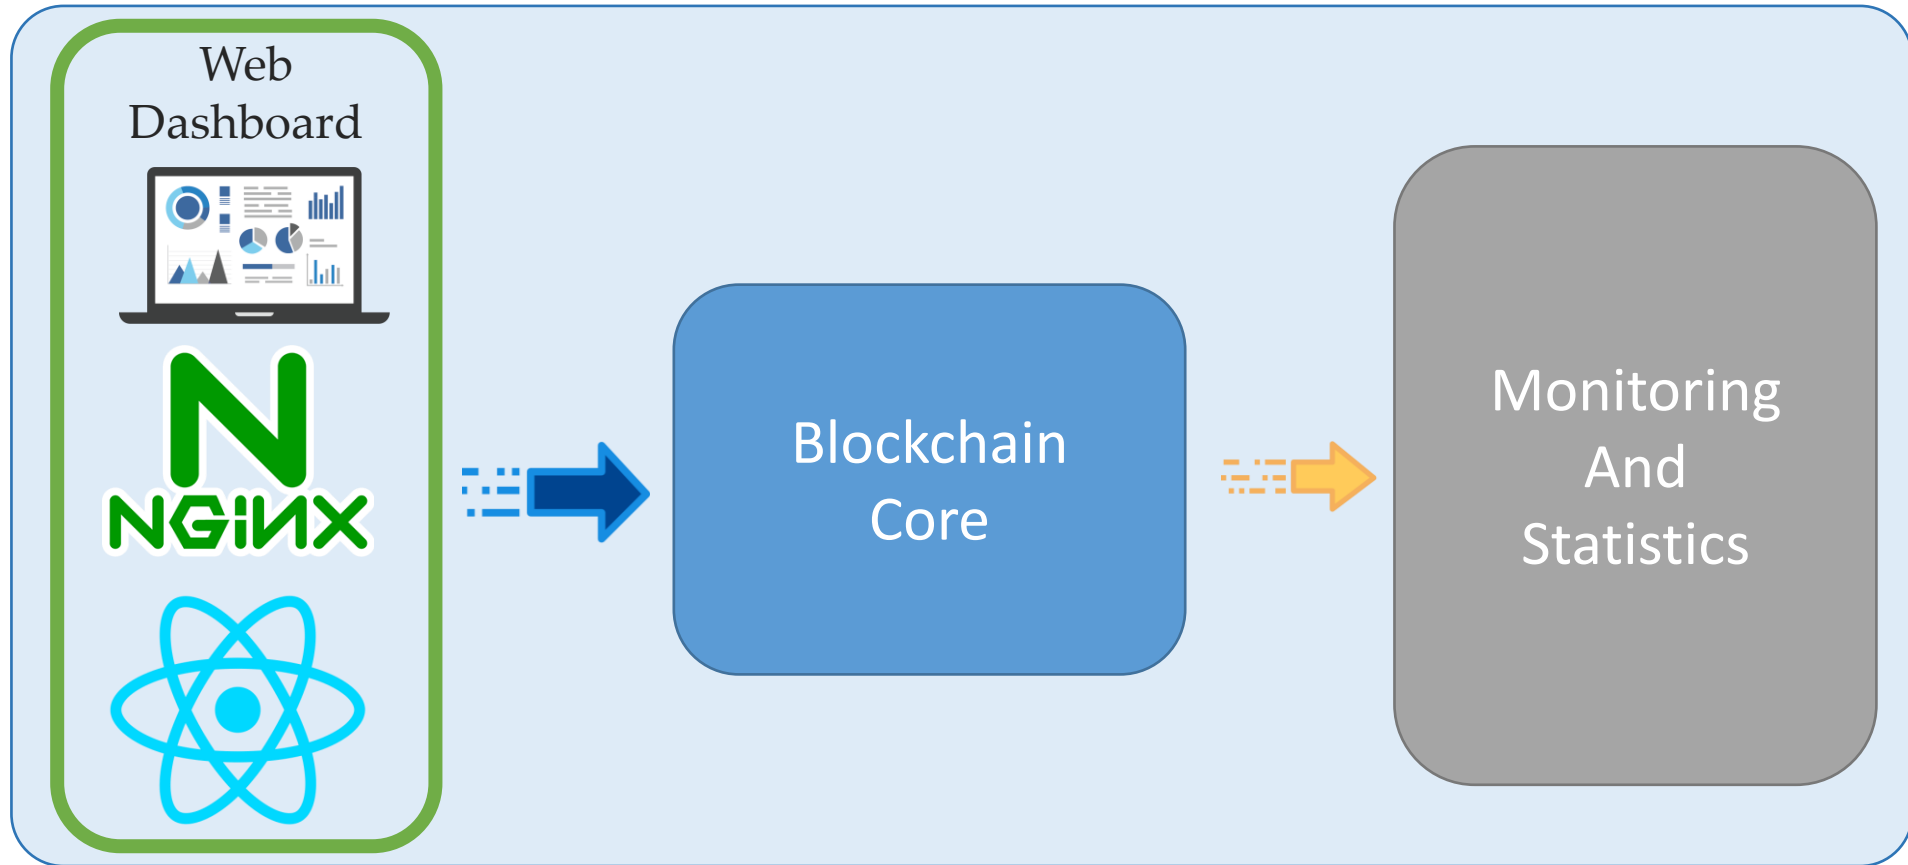 Web
Dashboard
NGiNX
Blockchain
Core
Monitoring
And
Statistics